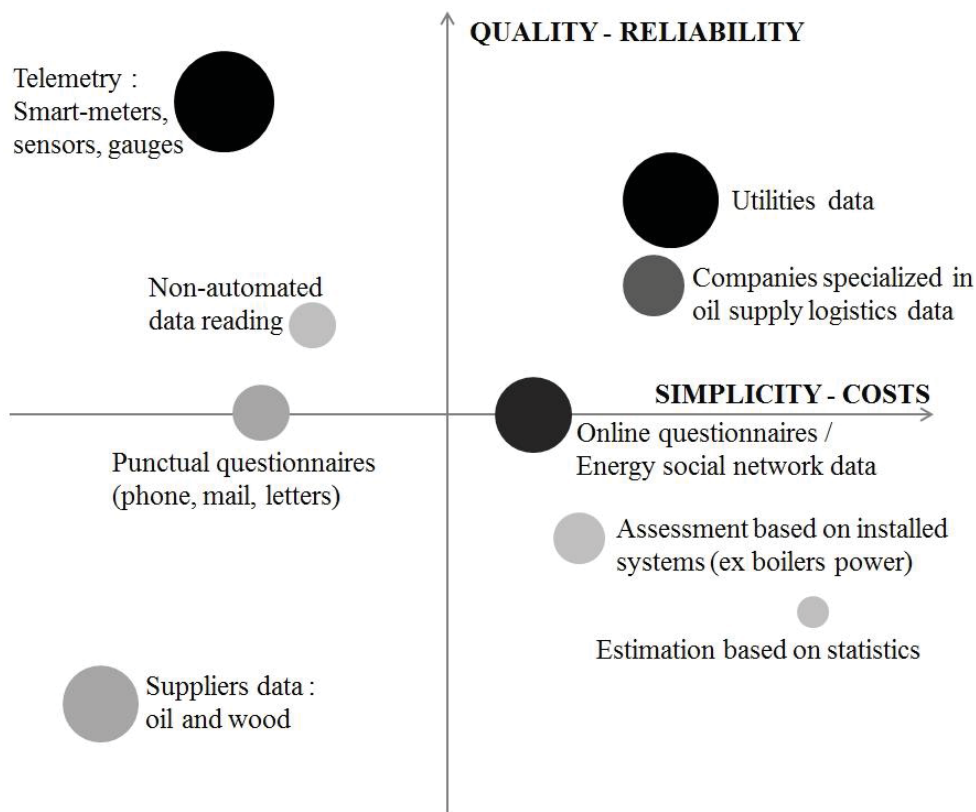 QUALITY - RELIABILITY
Telemetry :
Smart-meters,
sensors, gauges
Utilities data
Companies specialized in
oil supply logistics data
Non-automated
data reading
SIMPLICITY - COSTS
Online questionnaires /
Energy social network data
Punctual questionnaires
(phone, mail, letters)
Assessment based on installed
systems (ex boilers power)
Estimation based on statistics
Suppliers data :
oil and wood